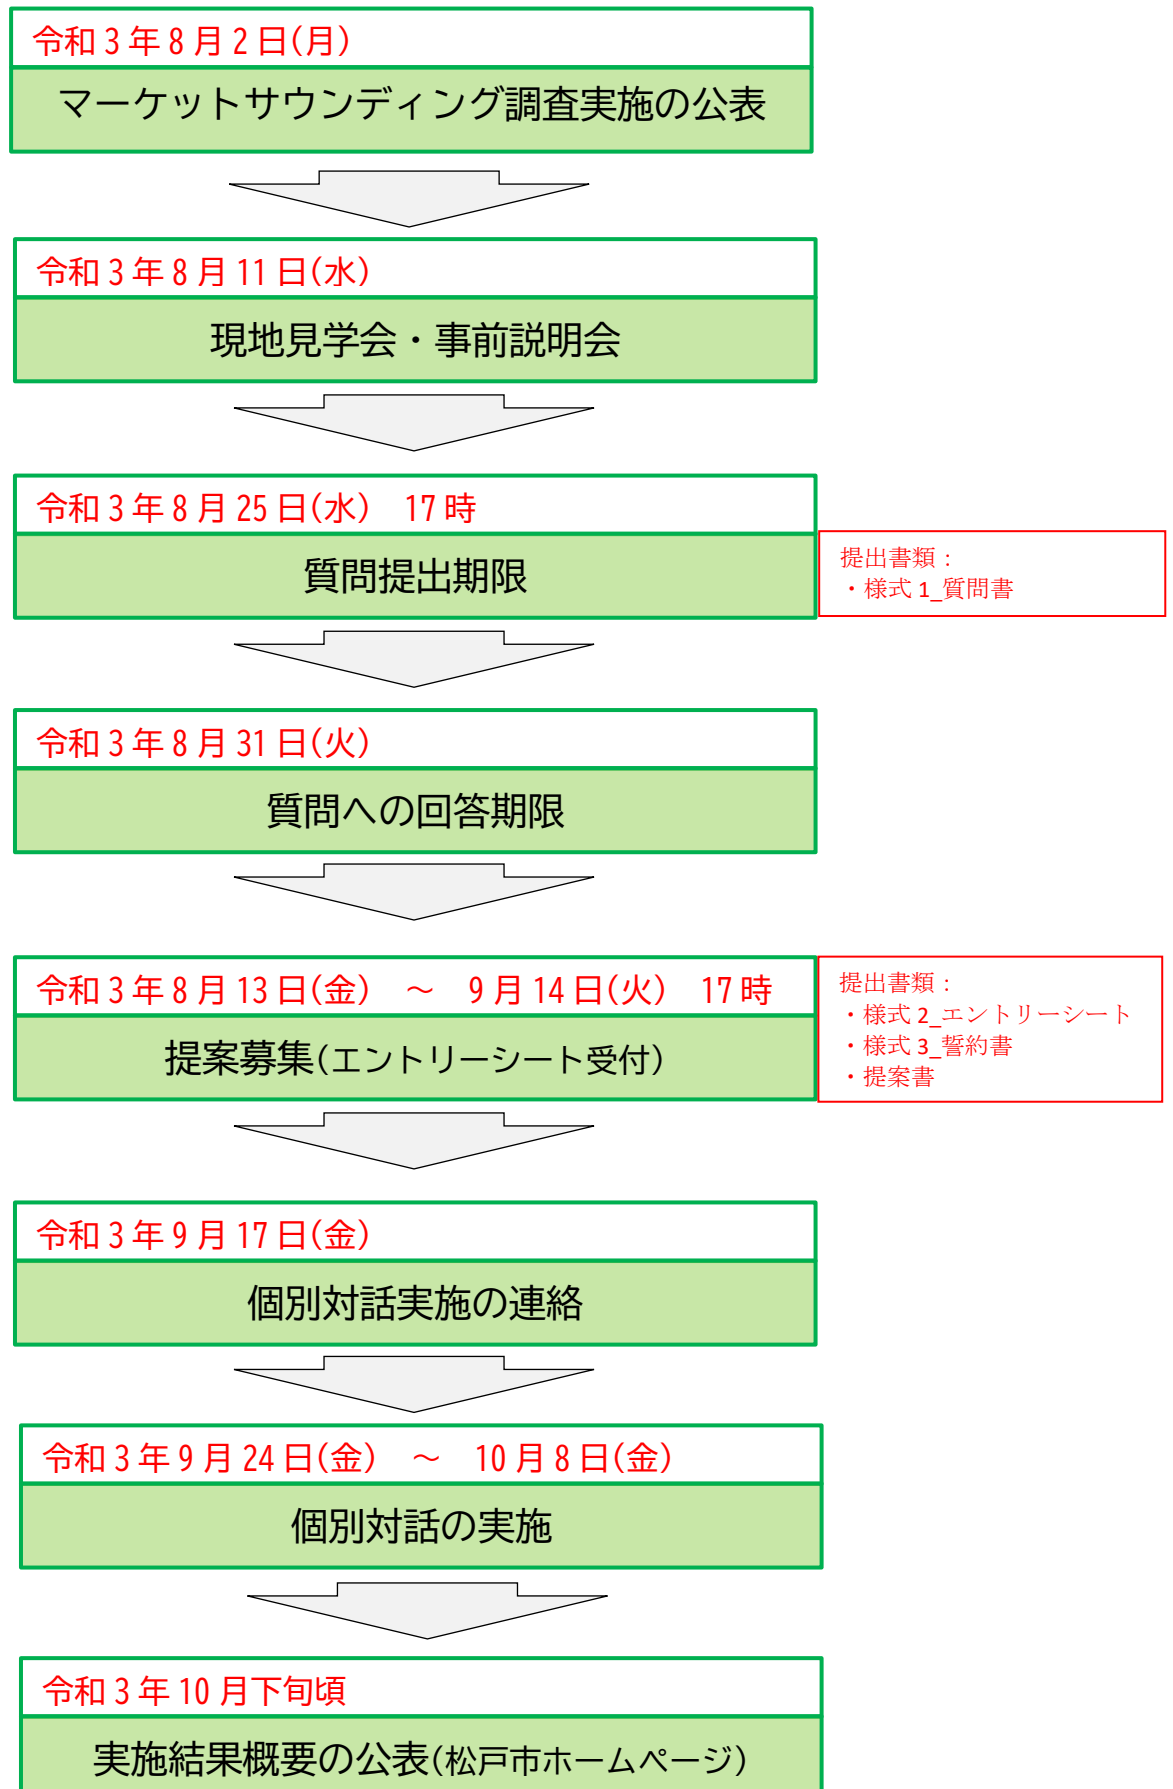 令和3年8月2日(月)
マーケットサウンディング調査実施の公表
令和3年8月11日(水)
現地見学会・事前説明会
令和3年8月25日(水) 17時
質問提出期限
提出書類：
・様式1_質問書
令和3年8月31日(火)
質問への回答期限
令和3年8月13日(金) ～ 9月14日(火) 17時
提案募集(エントリーシート受付)
提出書類：
・様式2_エントリーシート
・様式3_誓約書
・提案書
令和3年9月17日(金)
個別対話実施の連絡
令和3年9月24日(金) ～ 10月8日(金)
個別対話の実施
令和3年10月下旬頃
実施結果概要の公表(松戸市ホームページ)